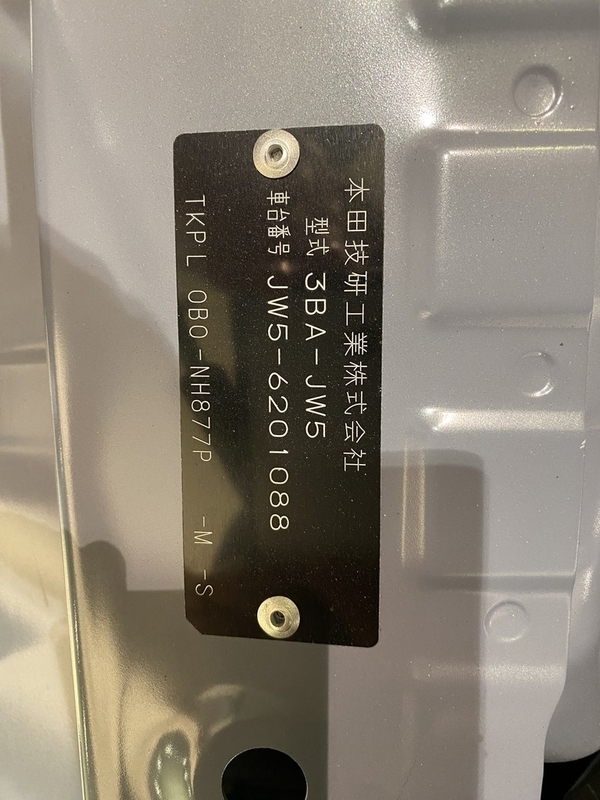 本田技研工業株式会社
型式 3BA-JW5
車台番号 JW5-6201088
TKPL 0B0-NH877P -M -S